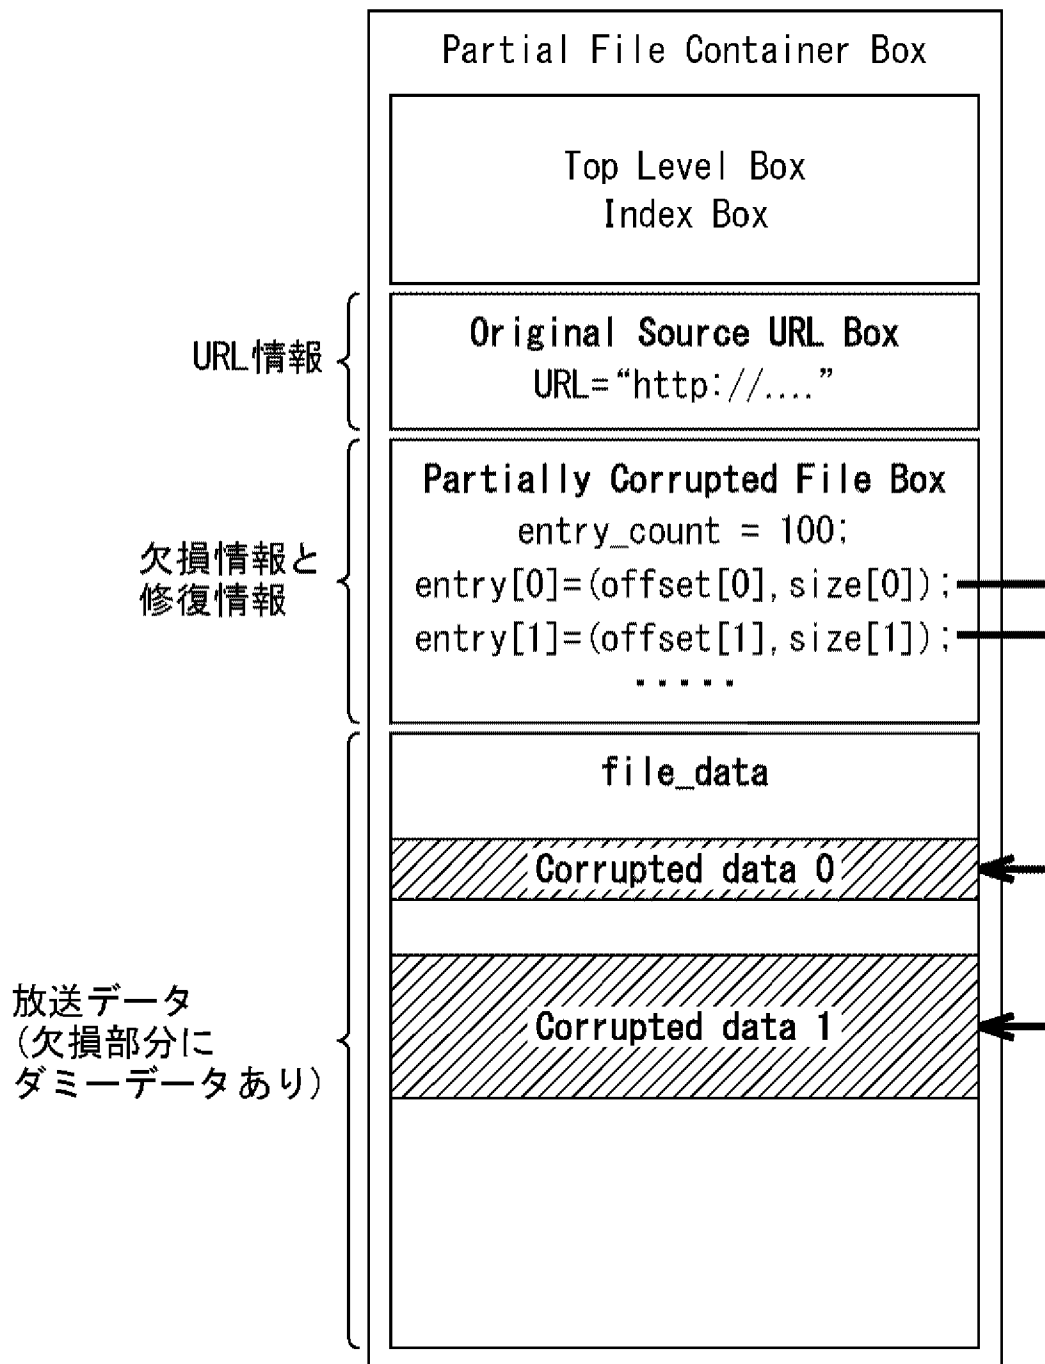 Partial File Container Box
Top Level Box
Index Box
URL情報
Original Source URL Box
URL=“http://....”
欠損情報と
修復情報
Partially Corrupted File Box
entry_count = 100;
entry[0]=(offset[0],size[0]);
entry[1]=(offset[1],size[1]);
.....
放送データ
(欠損部分に
ダミーデータあり)
file_data
Corrupted data 0
Corrupted data 1